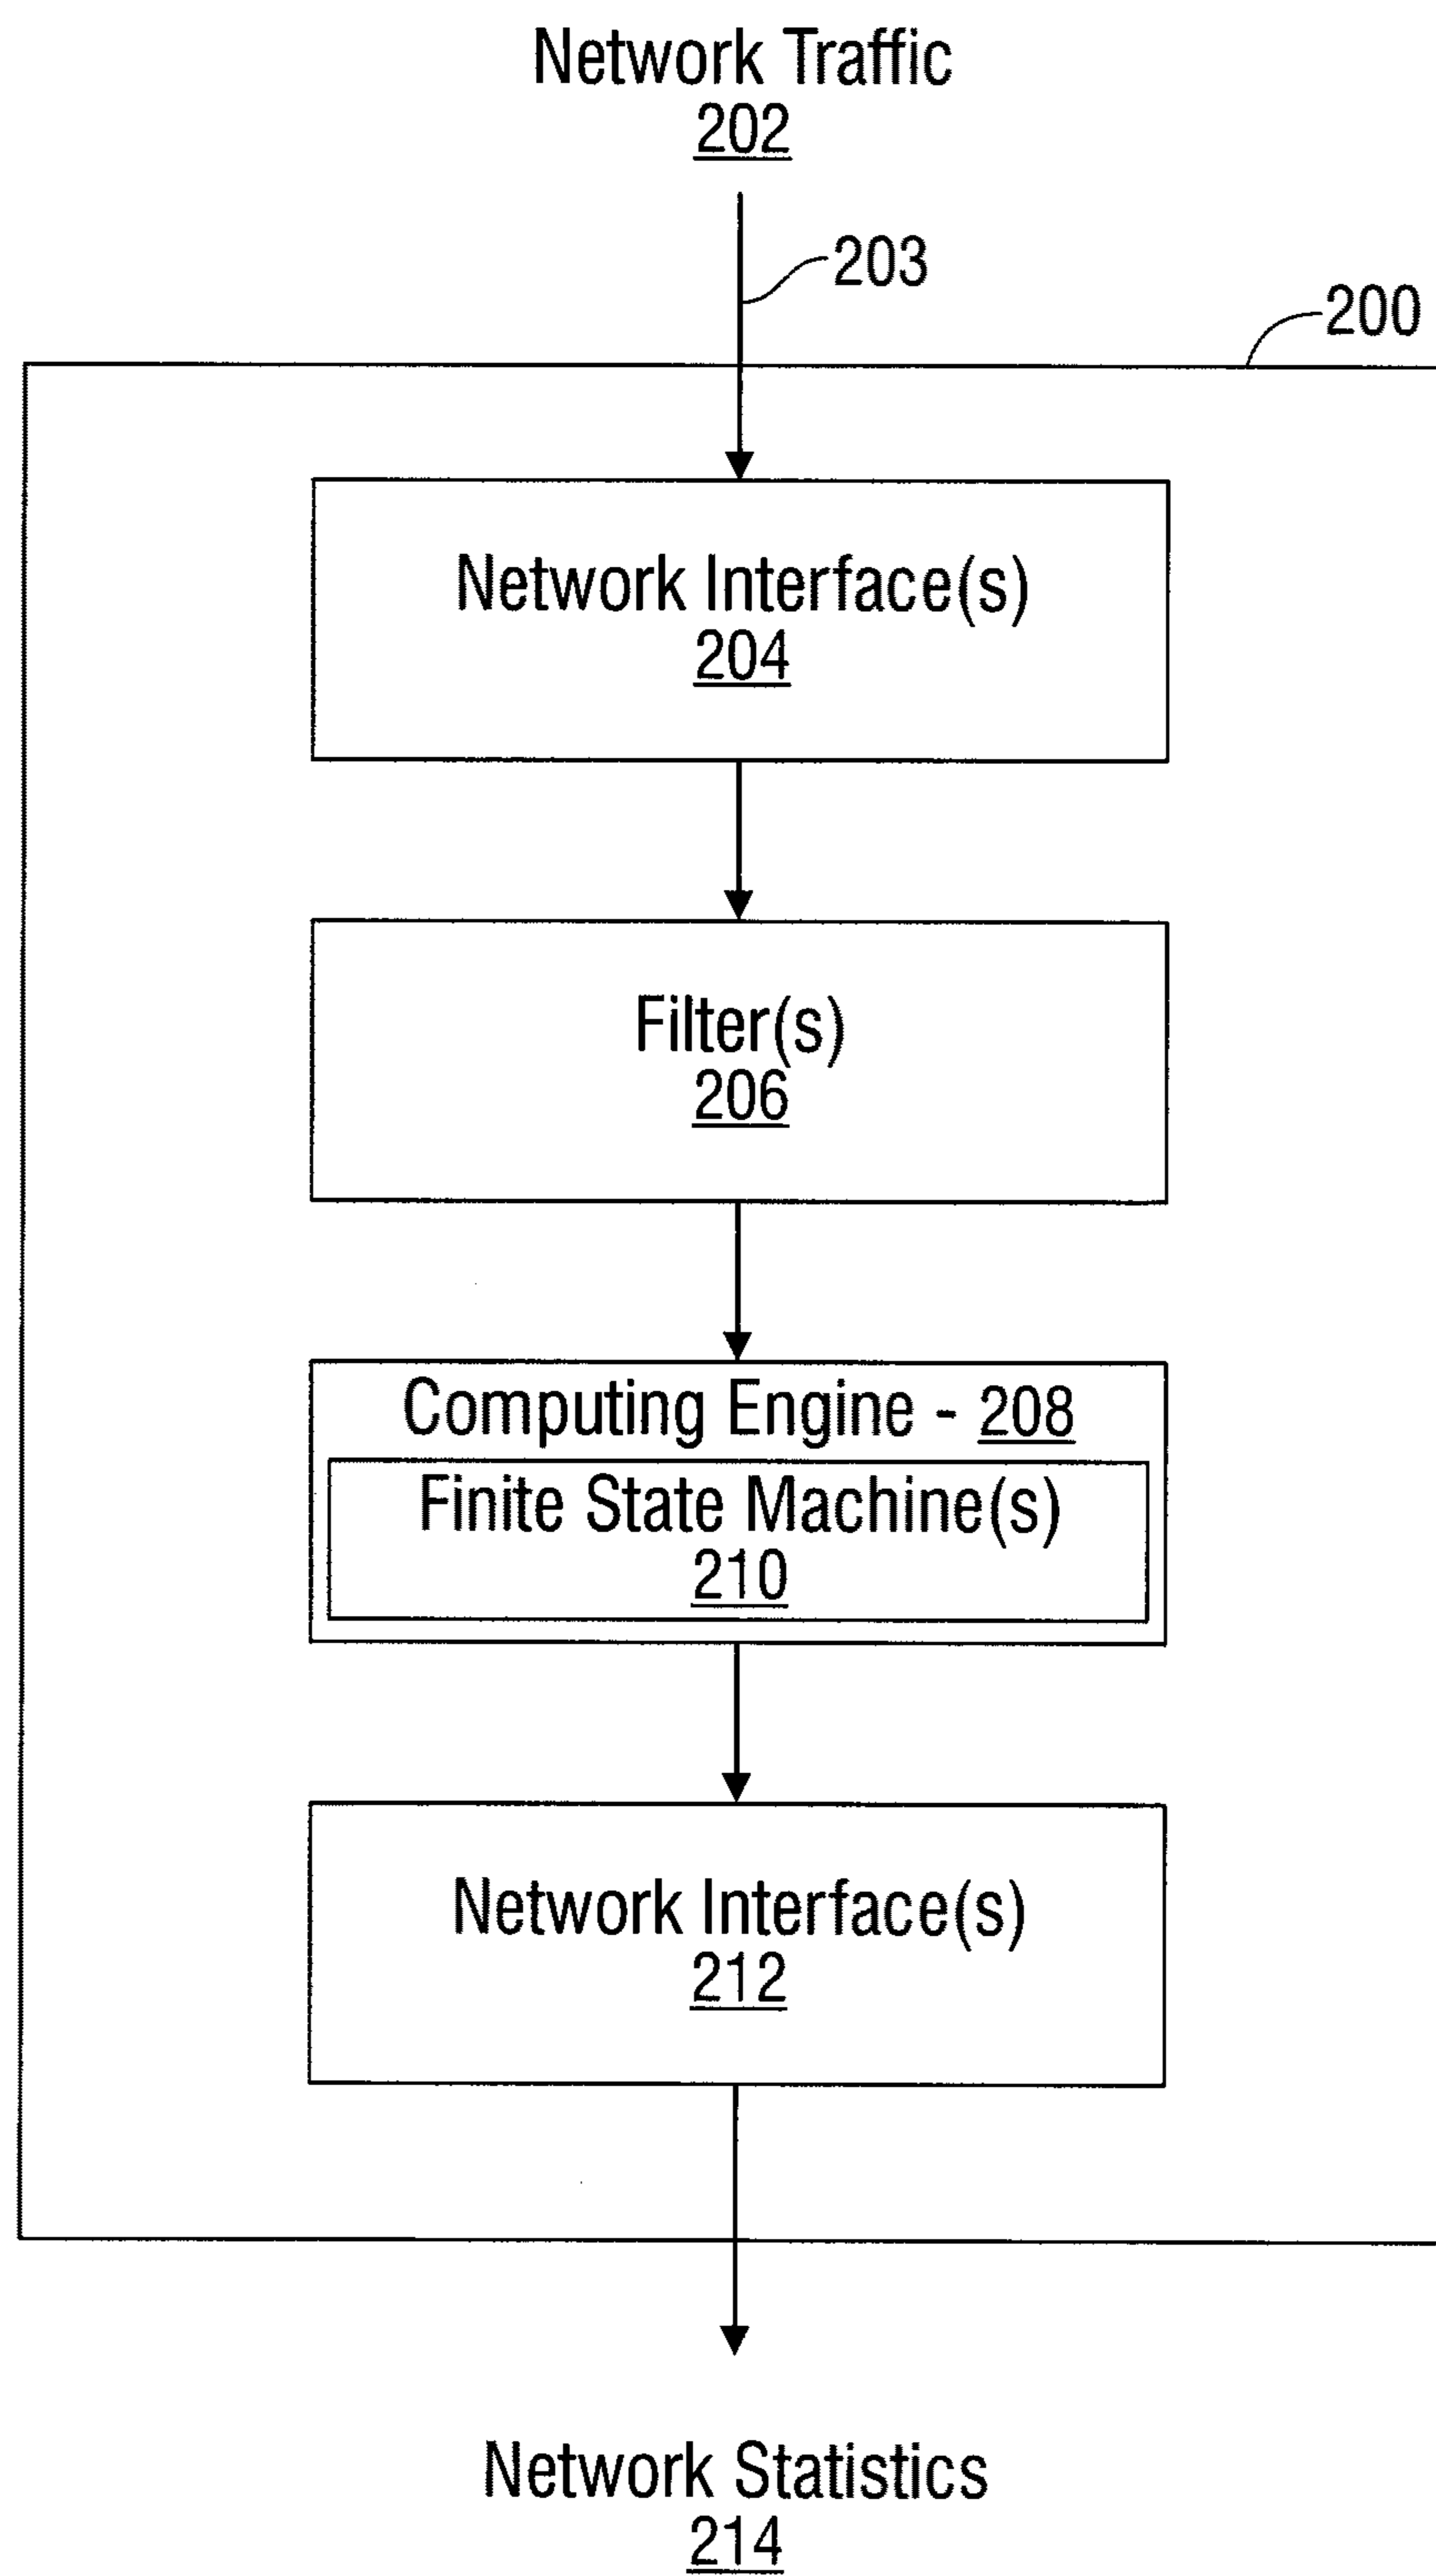 Network Traffic
202
203
200
Network Interface(s)
204
Filter(s)
206
Computing Engine - 208
Finite State Machine(s)
210
Network Interface(s)
212
Network Statistics
214